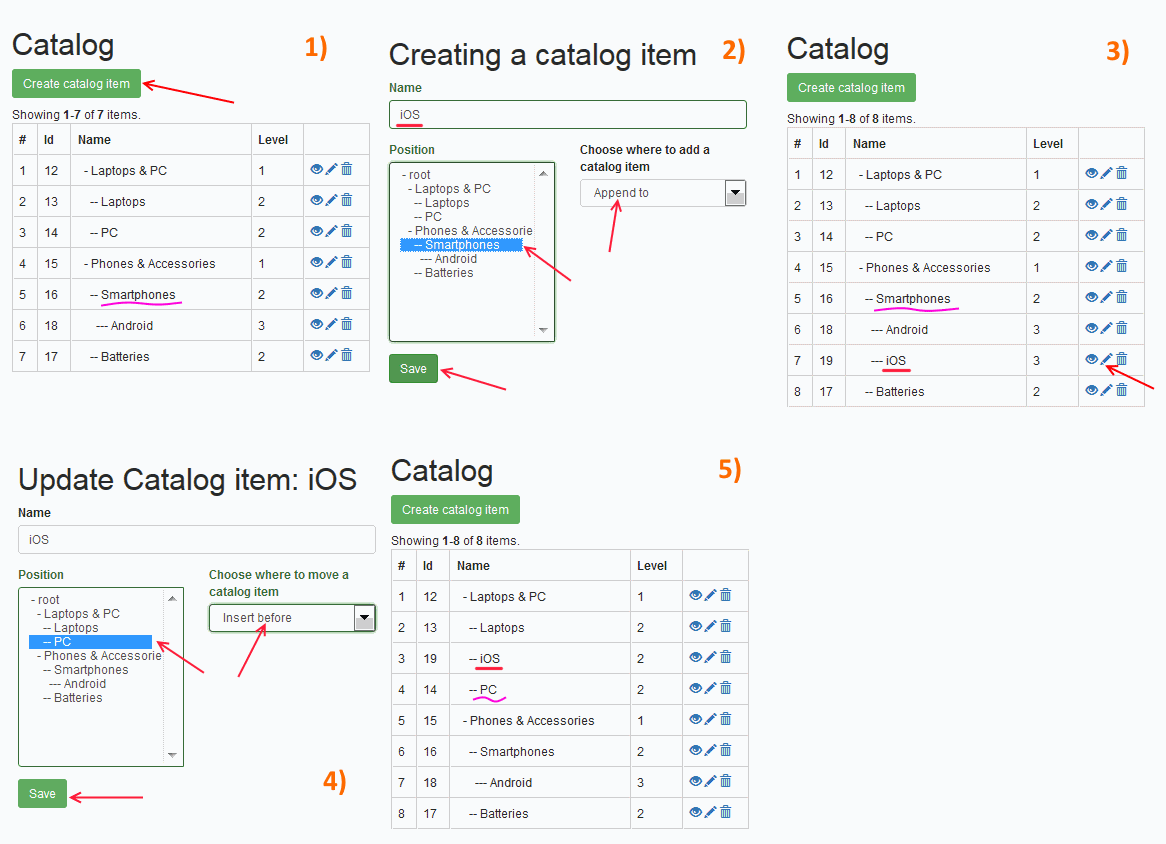 Catalog
1)
Create catalog item
Showing 1-7 of 7 items.
# Id Name Level
1 12 - Laptops & PC 1
2 13 -- Laptops 2
3 14 -- PC 2
4 15 - Phones & Accessories 1
5 16 -- Smartphones 2
6 18 --- Android 3
7 17 -- Batteries 2
Creating a catalog item
2)
Name
iOS
Position
- root
- Laptops & PC
-- Laptops
-- PC
- Phones & Accessorie
-- Smartphones
--- Android
-- Batteries
Choose where to add a
catalog item
Append to
Save
Catalog
3)
Create catalog item
Showing 1-8 of 8 items.
# Id Name Level
1 12 - Laptops & PC 1
2 13 -- Laptops 2
3 14 -- PC 2
4 15 - Phones & Accessories 1
5 16 -- Smartphones 2
6 18 --- Android 3
7 19 --- iOS 3
8 17 -- Batteries 2
Update Catalog item: iOS
Name
iOS
Position
- root
- Laptops & PC
-- Laptops
-- PC
- Phones & Accessorie
-- Smartphones
--- Android
-- Batteries
Choose where to move a
catalog item
Insert before
Save
4)
Catalog
5)
Create catalog item
Showing 1-8 of 8 items.
# Id Name Level
1 12 - Laptops & PC 1
2 13 -- Laptops 2
3 19 -- iOS 2
4 14 -- PC 2
5 15 - Phones & Accessories 1
6 16 -- Smartphones 2
7 18 --- Android 3
8 17 -- Batteries 2